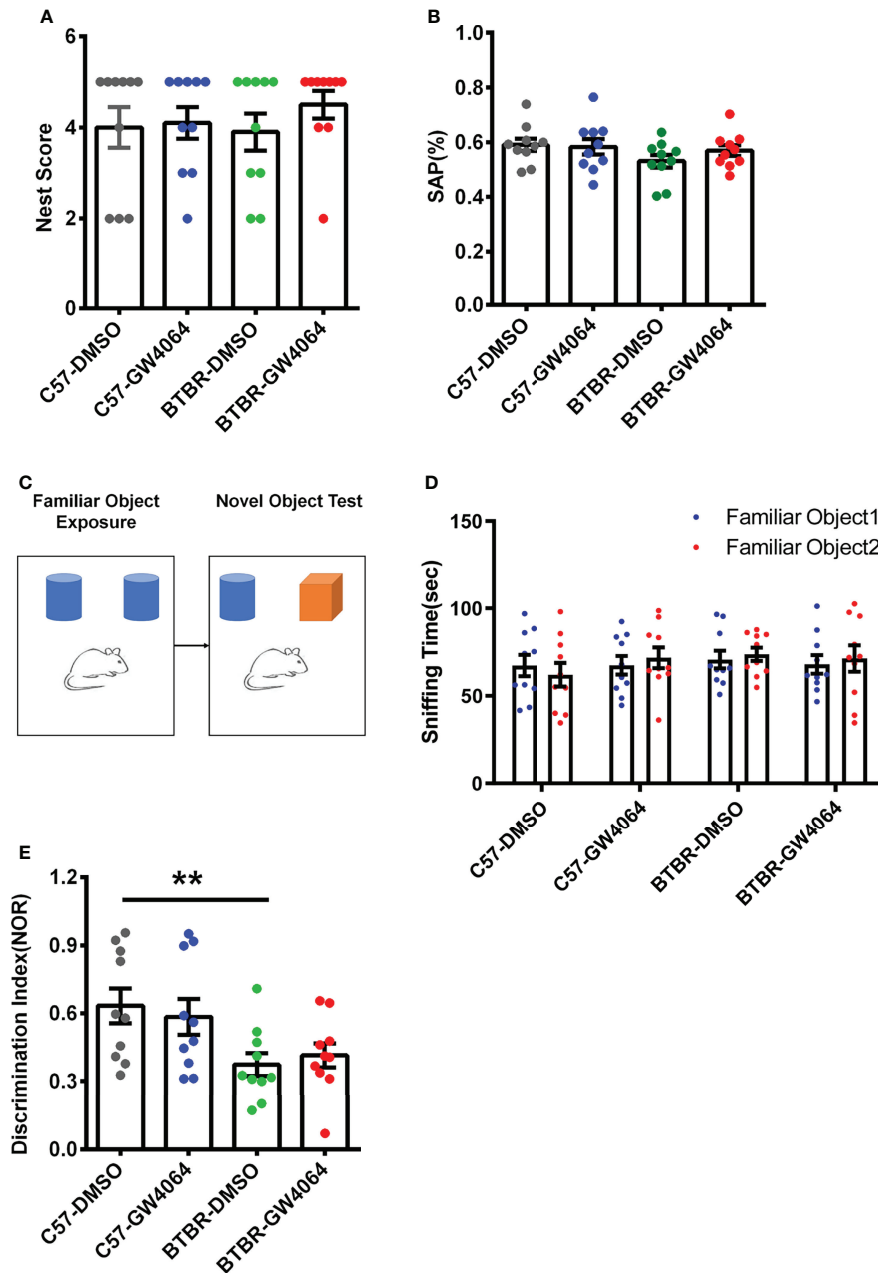 A
6
4
2
0
Nest Score
C57-DMSO
C57-GW4064
BTBR-DMSO
BTBR-GW4064
B
1.0
0.8
0.6
0.4
0.2
0.0
SAP(%)
C57-DMSO
C57-GW4064
BTBR-DMSO
BTBR-GW4064
C
Familiar Object
Exposure
Novel Object Test
D
150
100
50
0
Sniffing Time(sec)
Familiar Object1
Familiar Object2
C57-DMSO
C57-GW4064
BTBR-DMSO
BTBR-GW4064
E
1.2
0.9
0.6
0.3
0.0
Discrimination Index(NOR)
**
C57-DMSO
C57-GW4064
BTBR-DMSO
BTBR-GW4064